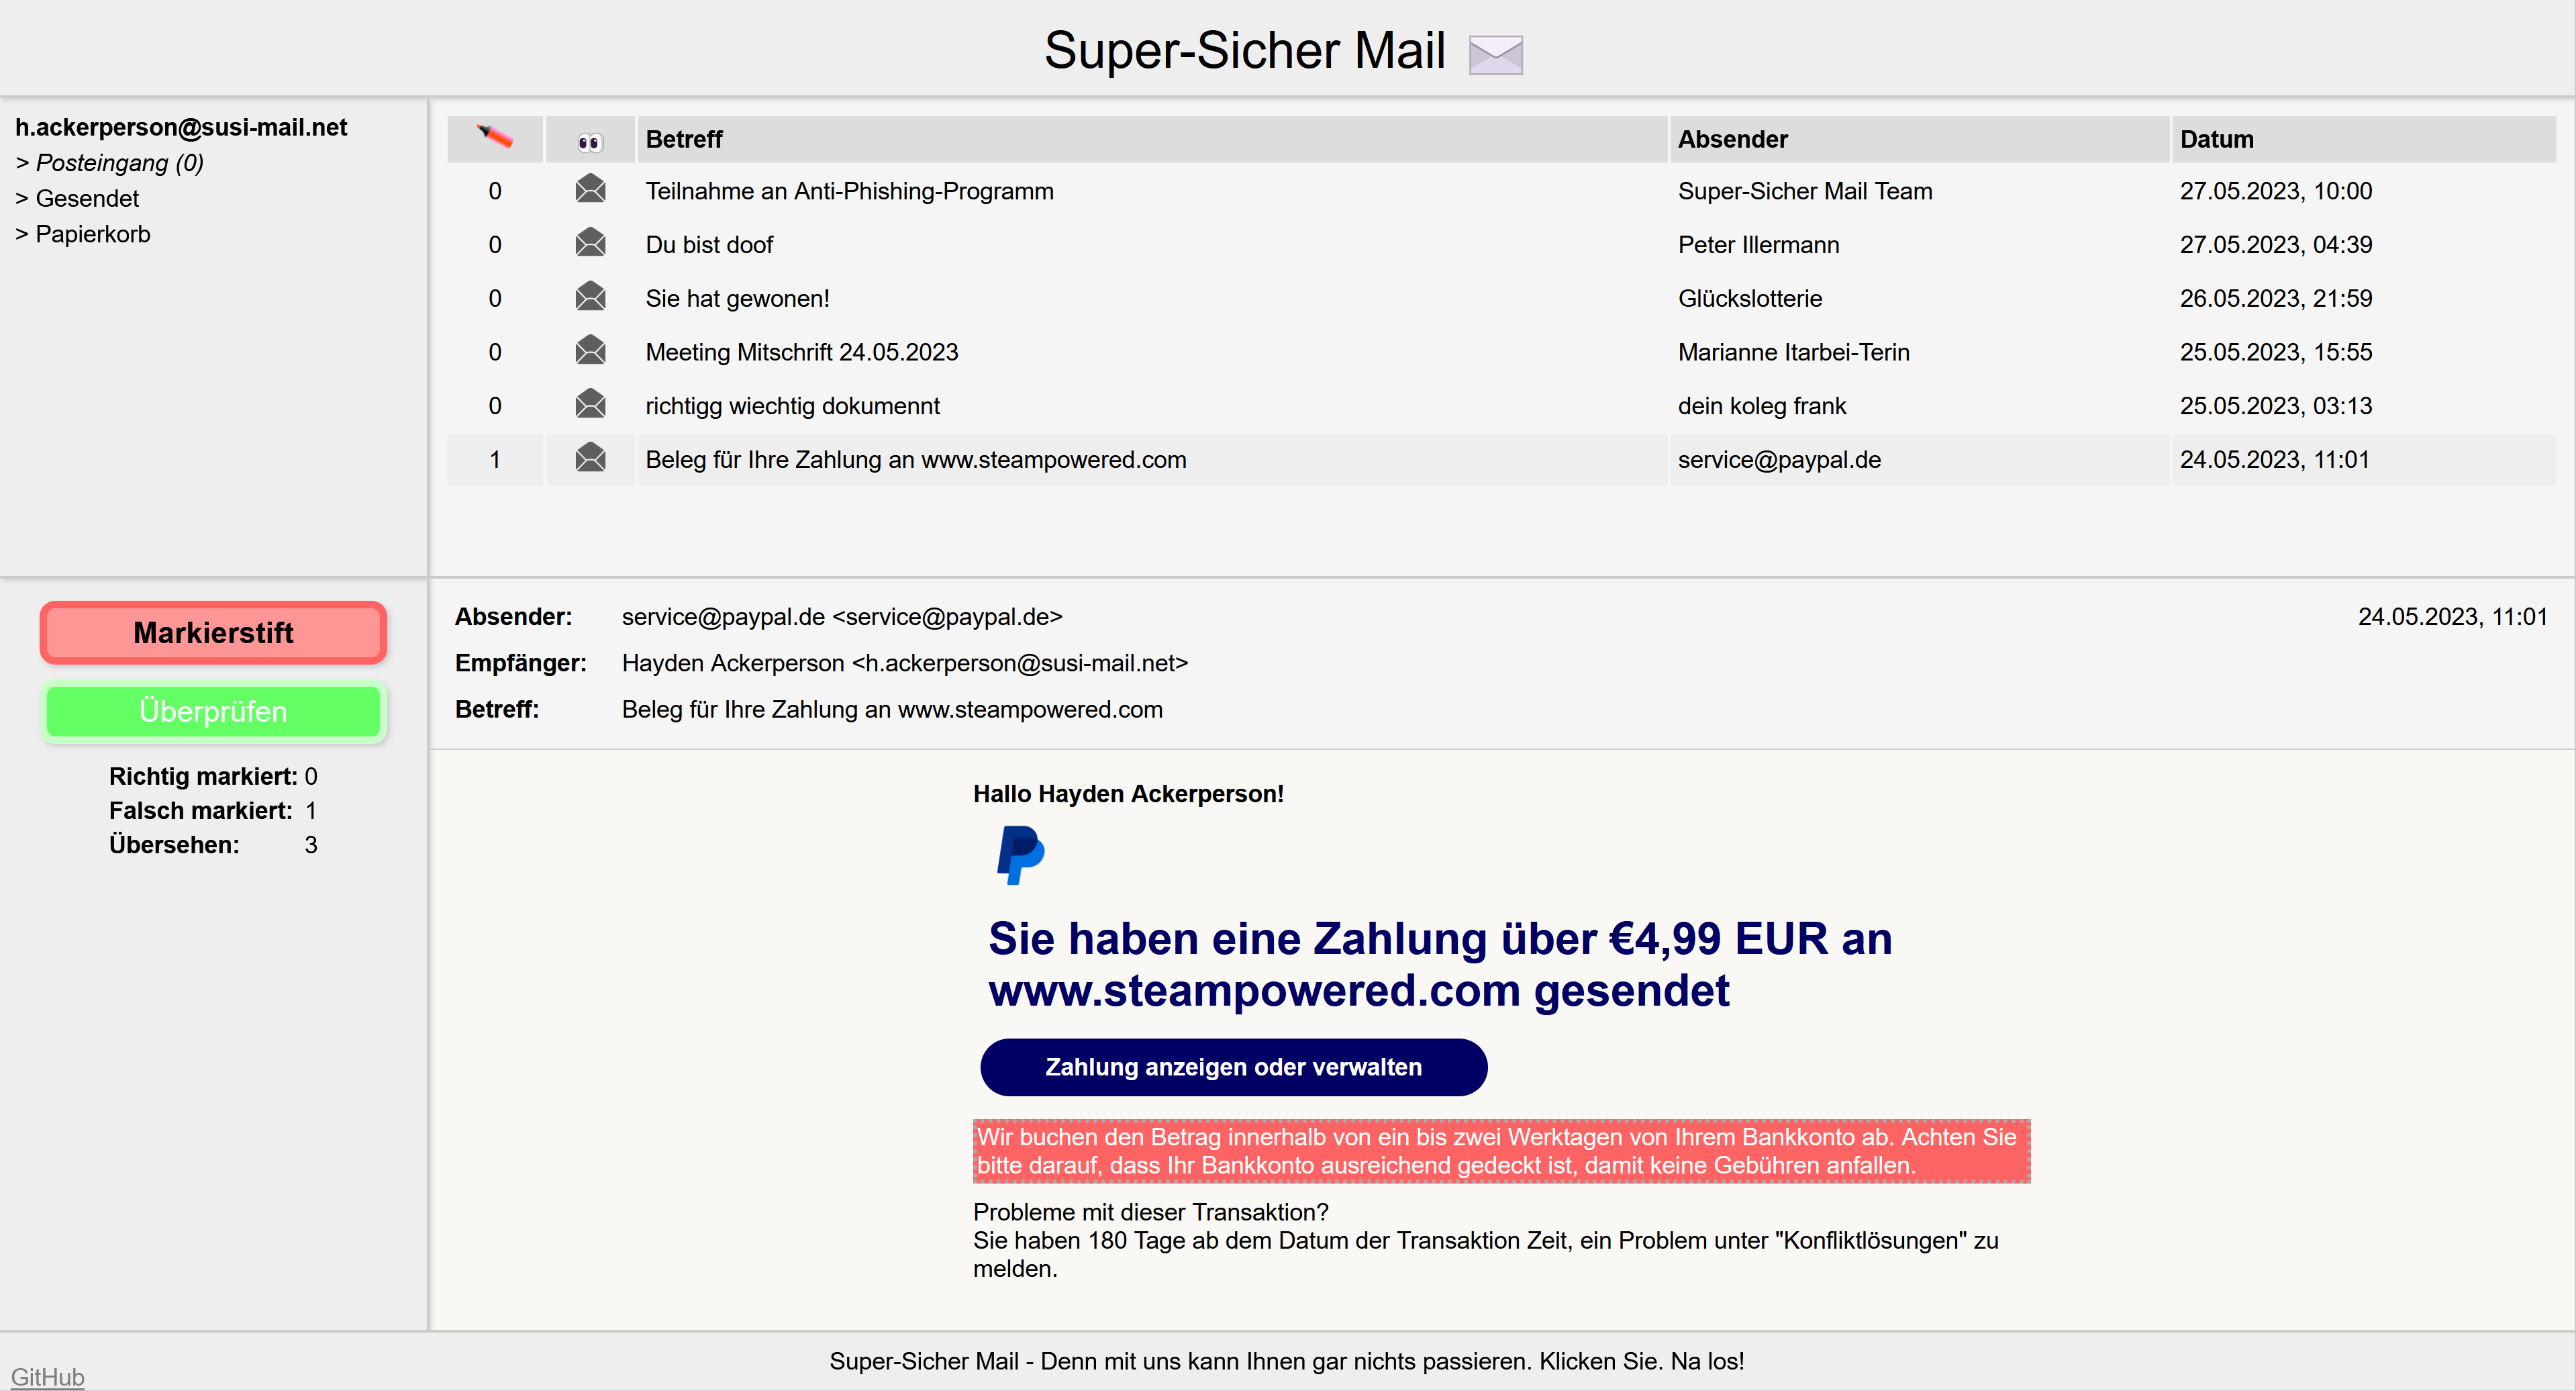 Super-Sicher Mail
h.ackerperson@susi-mail.net
> Posteingang (0)
> Gesendet
> Papierkorb
Betreff Absender Datum
0 Teilnahme an Anti-Phishing-Programm Super-Sicher Mail Team 27.05.2023, 10:00
0 Du bist doof Peter Illermann 27.05.2023, 04:39
0 Sie hat gewonen! Glückslotterie 26.05.2023, 21:59
0 Meeting Mitschrift 24.05.2023 Marianne Itarbei-Terin 25.05.2023, 15:55
0 richtigg wiechtig dokumennt dein koleg frank 25.05.2023, 03:13
1 Beleg für Ihre Zahlung an www.steampowered.com service@paypal.de 24.05.2023, 11:01
Markierstift
Überprüfen
Richtig markiert: 0
Falsch markiert: 1
Übersehen: 3
Absender: service@paypal.de <service@paypal.de> 24.05.2023, 11:01
Empfänger: Hayden Ackerperson <h.ackerperson@susi-mail.net>
Betreff: Beleg für Ihre Zahlung an www.steampowered.com
Hallo Hayden Ackerperson!
Sie haben eine Zahlung über €4,99 EUR an
www.steampowered.com gesendet
Zahlung anzeigen oder verwalten
Wir buchen den Betrag innerhalb von ein bis zwei Werktagen von Ihrem Bankkonto ab. Achten Sie
bitte darauf, dass Ihr Bankkonto ausreichend gedeckt ist, damit keine Gebühren anfallen.
Probleme mit dieser Transaktion?
Sie haben 180 Tage ab dem Datum der Transaktion Zeit, ein Problem unter "Konfliktlösungen" zu
melden.
GitHub
Super-Sicher Mail - Denn mit uns kann Ihnen gar nichts passieren. Klicken Sie. Na los!